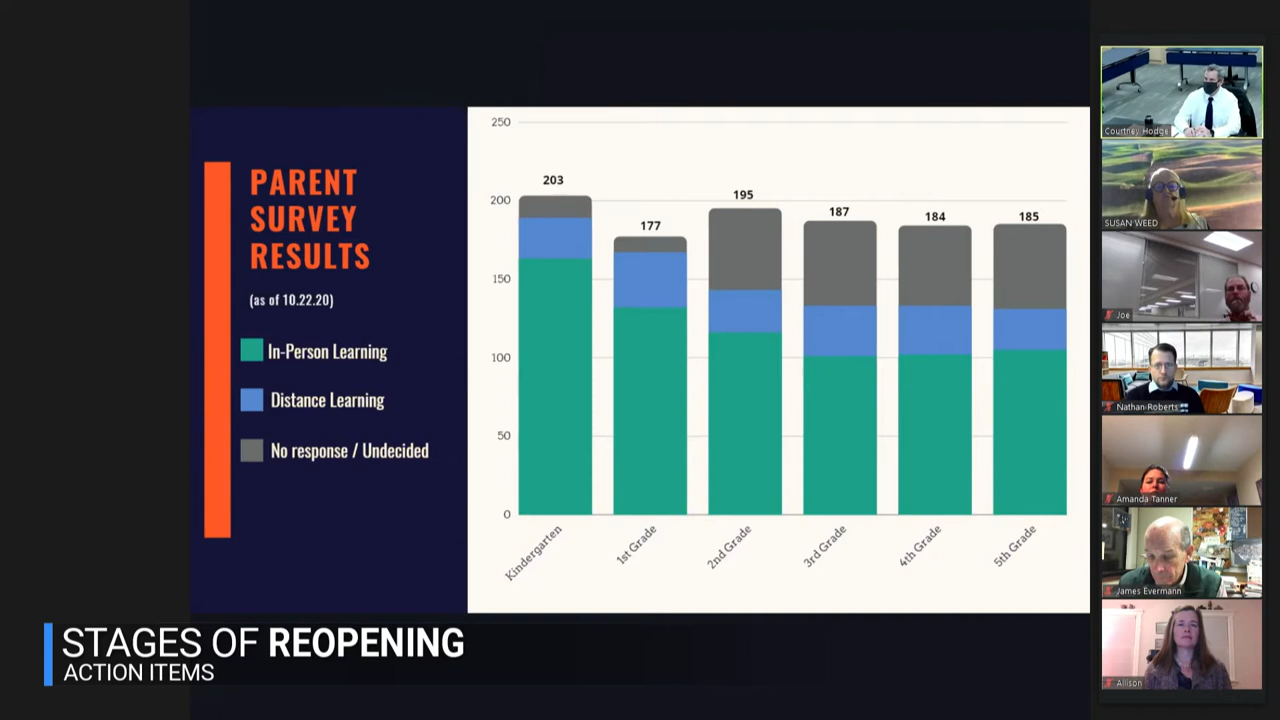 PARENT
SURVEY
RESULTS
(as of 10.22.20)
In-Person Learning
Distance Learning
No response / Undecided
250
200
150
100
50
0
203
177
195
187
184
185
Kindergarten
1st Grade
2nd Grade
3rd Grade
4th Grade
5th Grade
STAGES OF REOPENING
ACTION ITEMS
Courtney Hodge
SUSAN WEED
Joe
Nathan Roberts
Amanda Tanner
James Evermann
Allison